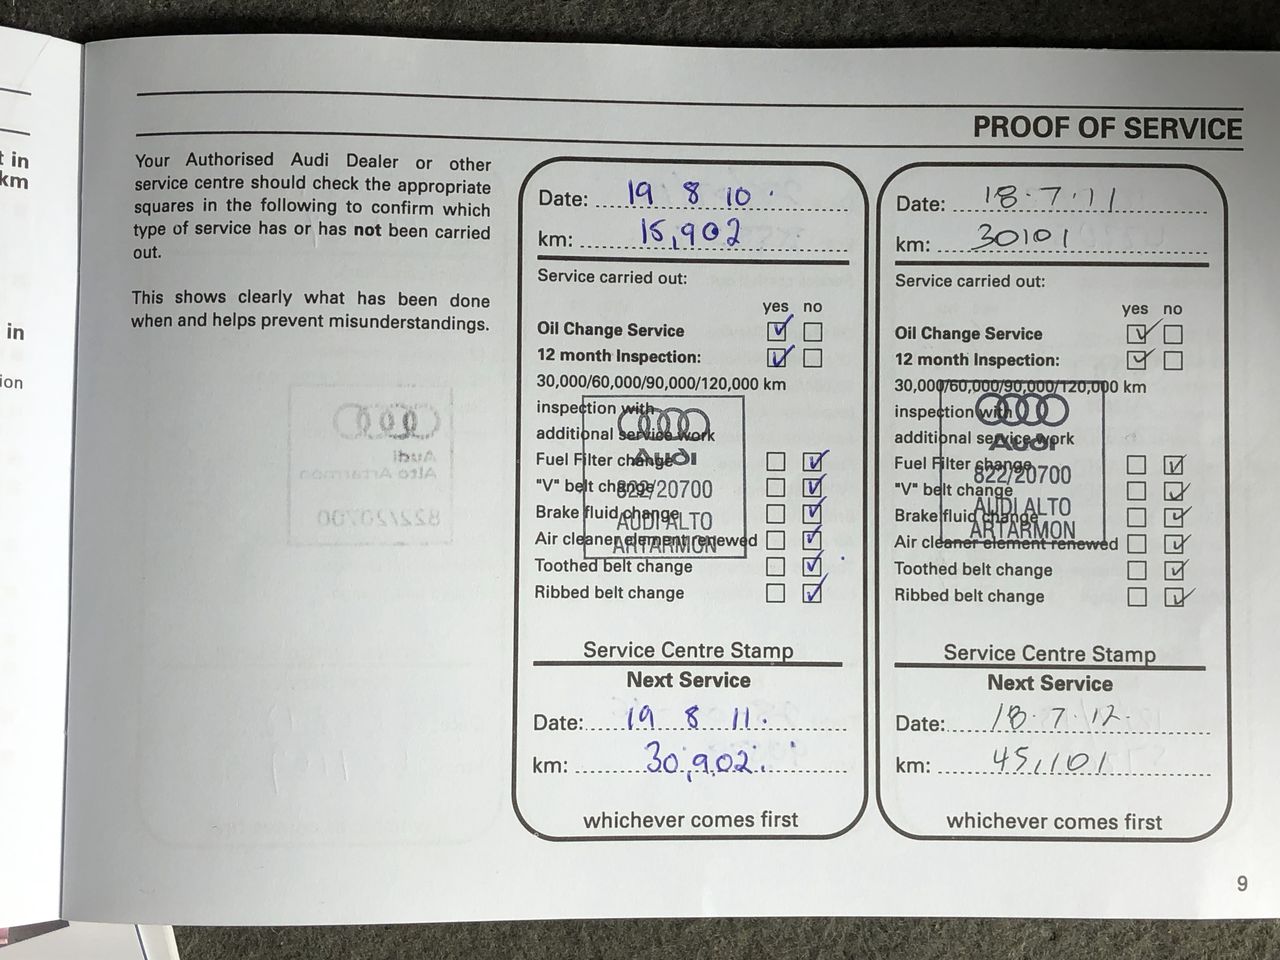 t in
km
in
ion
PROOF OF SERVICE
Your Authorised Audi Dealer or other
service centre should check the appropriate
squares in the following to confirm which
type of service has or has not been carried
out.
This shows clearly what has been done
when and helps prevent misunderstandings.
Date: 19 8 10.
km: 15,902
Service carried out:
yes no
Oil Change Service
12 month Inspection:
30,000/60,000/90,000/120,000 km
inspection with
additional service work
Fuel Filter change
"V" belt change
Brake fluid change
Air cleaner element renewed
Toothed belt change
Ribbed belt change
Audi
822/20700
AUDI ALTO
ARTARMON
Service Centre Stamp
Next Service
Date: 19 8 11.
km: 30,902.
whichever comes first
Date: 18.7.11
km: 30101
Service carried out:
yes no
Oil Change Service
12 month Inspection:
30,000/60,000/90,000/120,000 km
inspection with
additional service work
Fuel Filter change
"V" belt change
Brake fluid change
Air cleaner element renewed
Toothed belt change
Ribbed belt change
Audi
822/20700
AUDI ALTO
ARTARMON
Service Centre Stamp
Next Service
Date: 18.7.12.
km: 45,101
whichever comes first
9